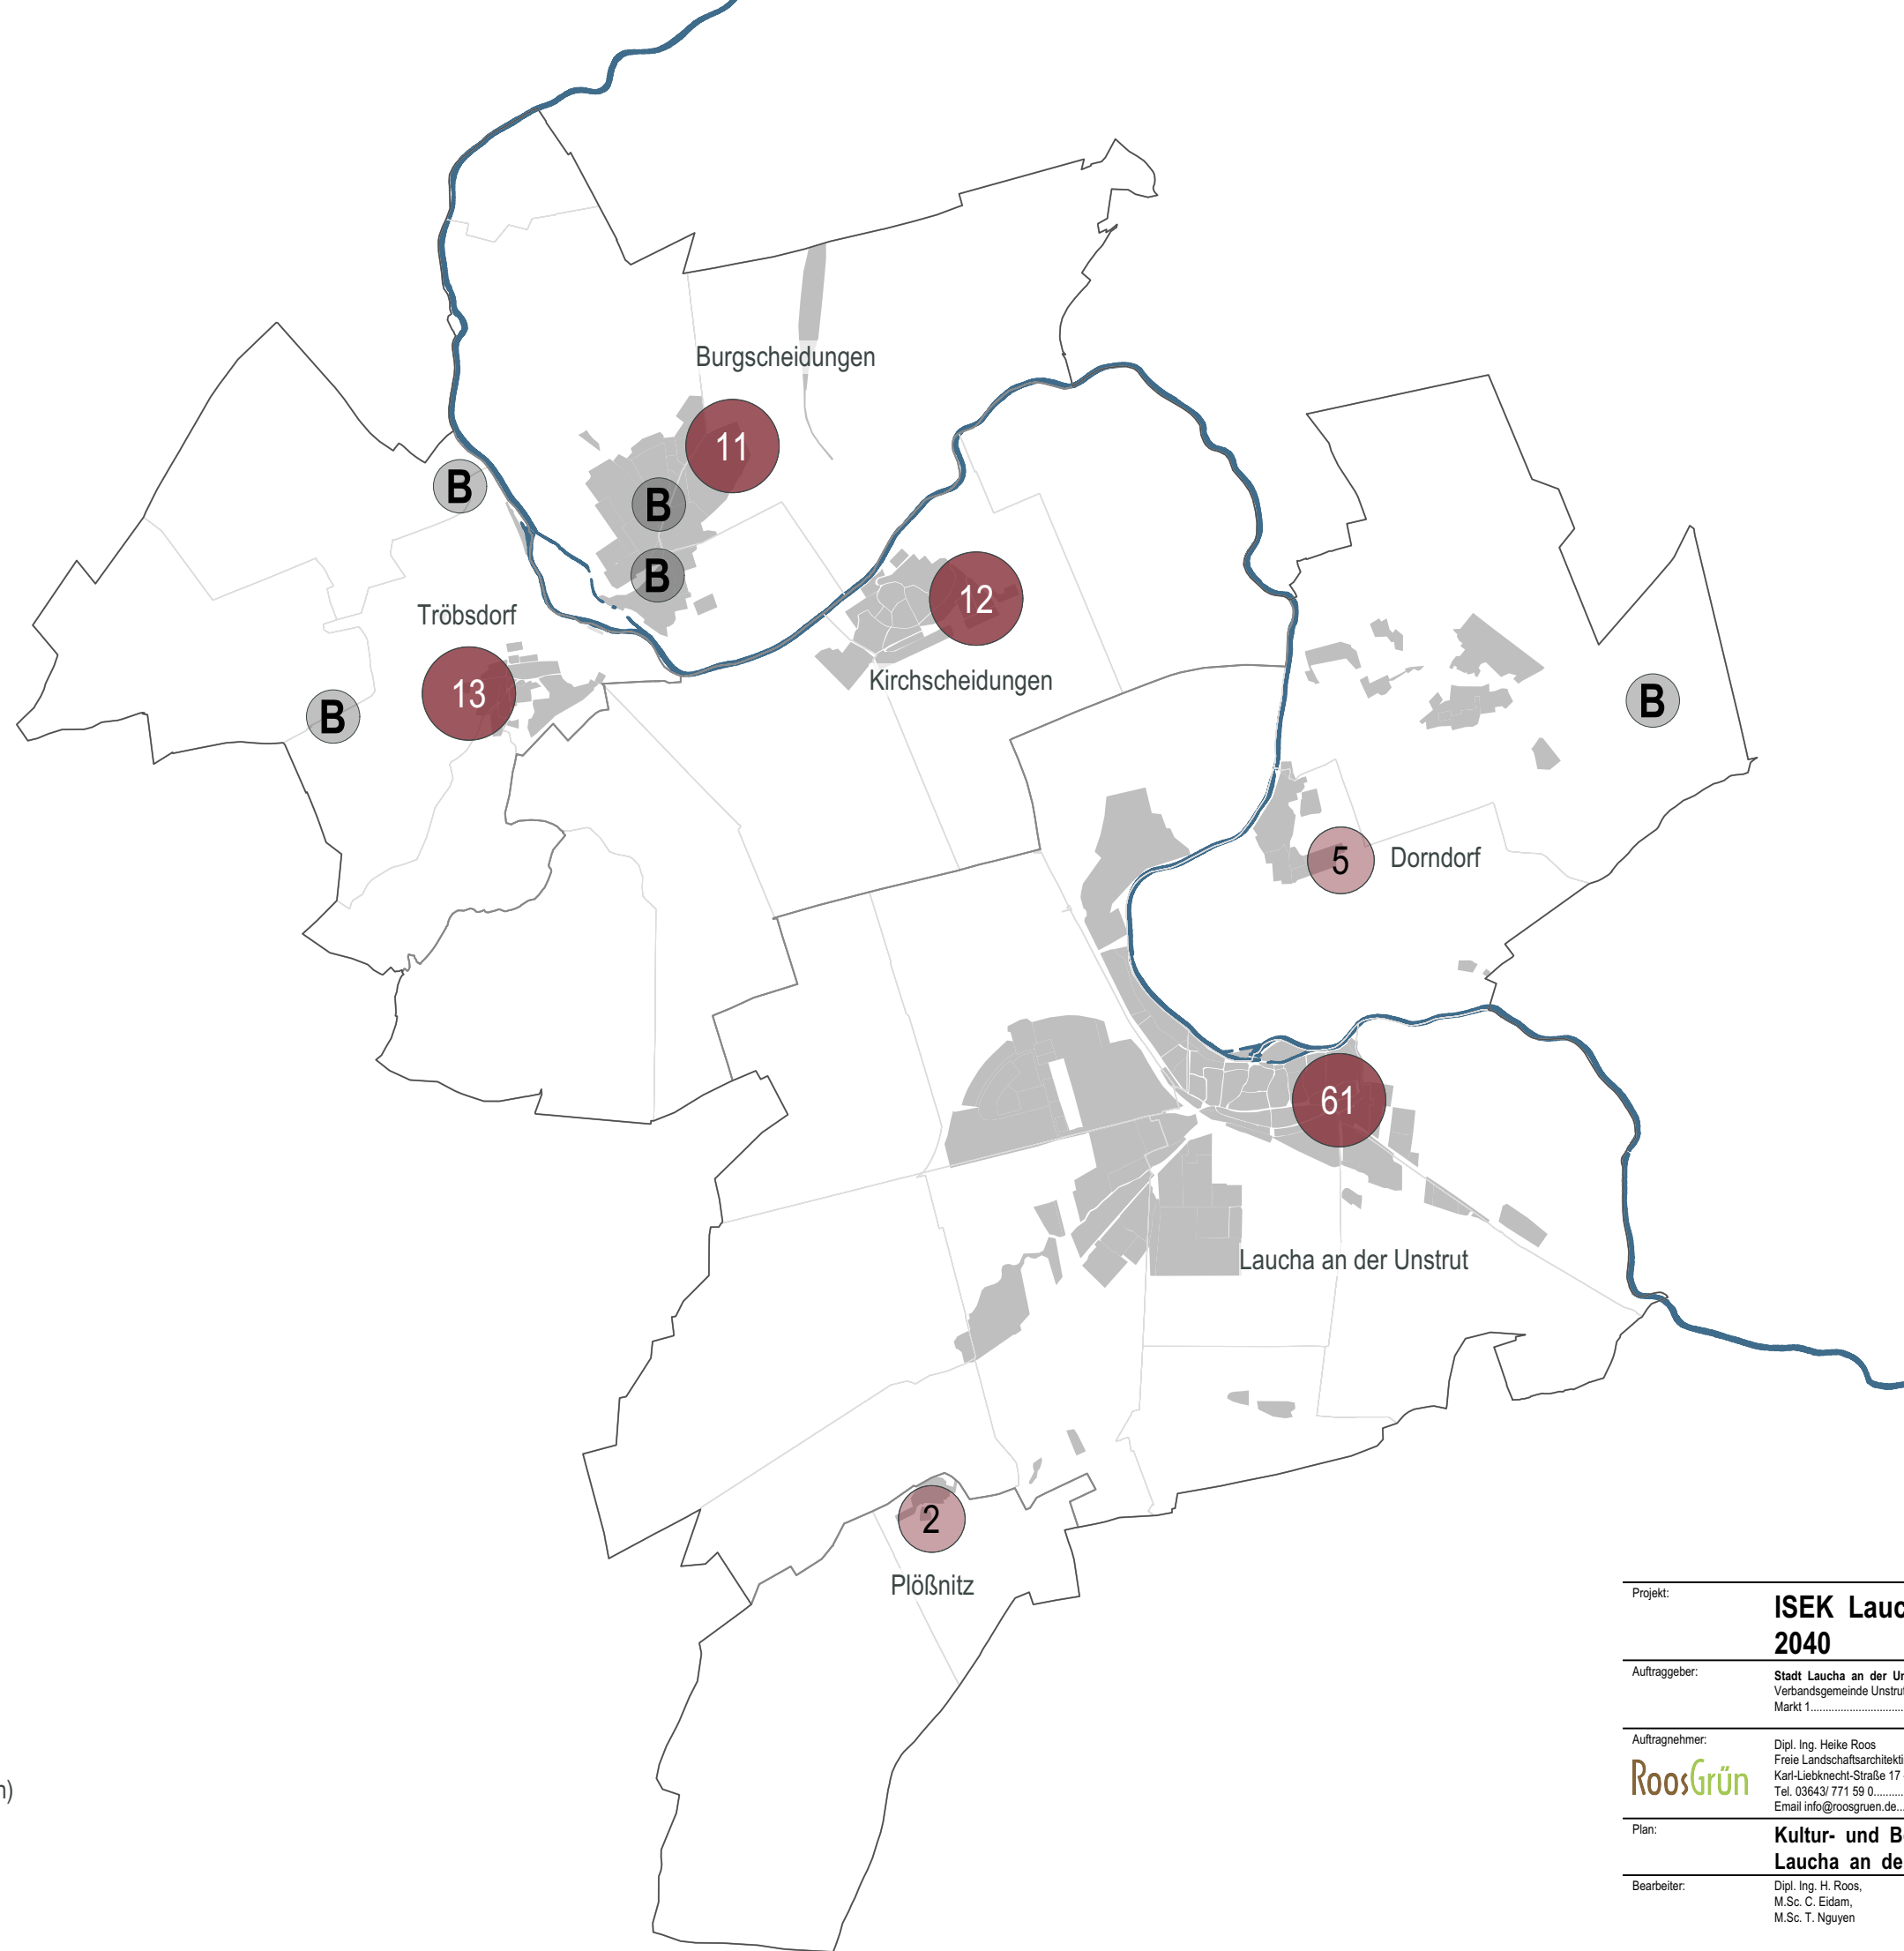 Burgscheidungen
11
B
B
B
12
Tröbsdorf
13
Kirchscheidungen
B
B
5
Dorndorf
61
Laucha an der Unstrut
2
Plößnitz
n)
Projekt:
ISEK Lauc
2040
Auftraggeber:
Stadt Laucha an der Un
Verbandsgemeinde Unstrut
Markt 1
Auftragnehmer:
RoosGrün
Dipl. Ing. Heike Roos
Freie Landschaftsarchitekti
Karl-Liebknecht-Straße 17
Tel. 03643/ 771 59 0
Email info@roosgruen.de
Plan:
Kultur- und B
Laucha an de
Bearbeiter:
Dipl. Ing. H. Roos,
M.Sc. C. Eidam,
M.Sc. T. Nguyen